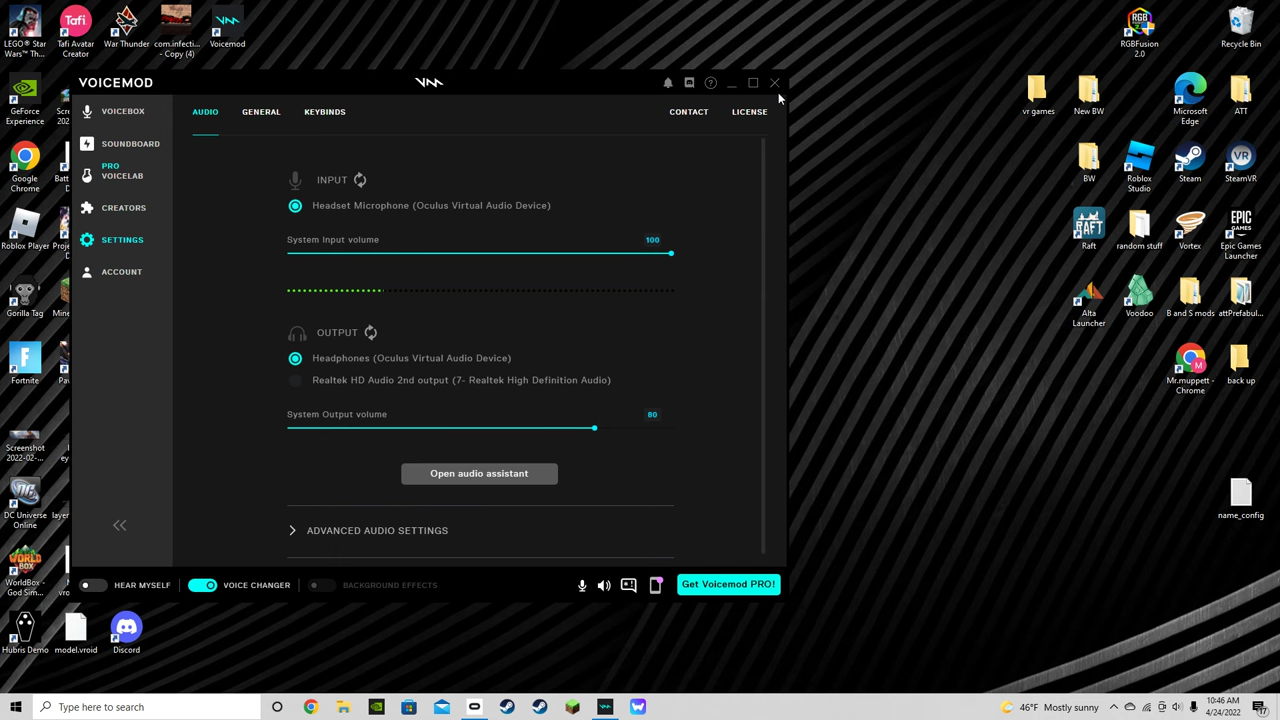 LEGO® Star
Wars™ Th...
Tafi Avatar
Creator
War Thunder
com.infecti...
- Copy (4)
Voicemod
RGBFusion
2.0
Recycle Bin
VOICEMOD
AUDIO
GENERAL
KEYBINDS
CONTACT
LICENSE
VOICEBOX
SOUNDBOARD
PRO
VOICELAB
CREATORS
SETTINGS
ACCOUNT
INPUT
Headset Microphone (Oculus Virtual Audio Device)
System Input volume
100
OUTPUT
Headphones (Oculus Virtual Audio Device)
Realtek HD Audio 2nd output (7- Realtek High Definition Audio)
System Output volume
80
Open audio assistant
ADVANCED AUDIO SETTINGS
HEAR MYSELF
VOICE CHANGER
BACKGROUND EFFECTS
Get Voicemod PRO!
GeForce
Experience
Google
Chrome
Roblox Player
Gorilla Tag
Fortnite
Screenshot
2022-02-...
DC Universe
Online
WorldBox -
God Sim...
Hubris Demo
model.vroid
Discord
vr games
New BW
Microsoft
Edge
ATT
BW
Roblox
Studio
Steam
SteamVR
Raft
random stuff
Vortex
Epic Games
Launcher
Alta
Launcher
Voodoo
B and S mods
attPrefabul...
Mr.muppett -
Chrome
back up
name_config
Type here to search
46°F Mostly sunny
10:46 AM
4/24/2022